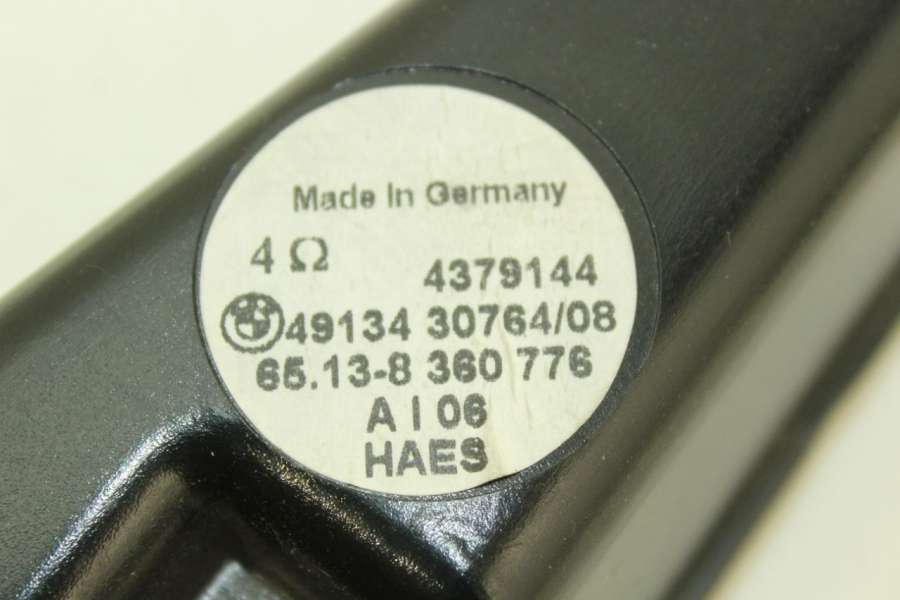 Made In Germany
4 Ω 4379144
49134 30764/08
65.13-8 360 776
A I 06
HAES